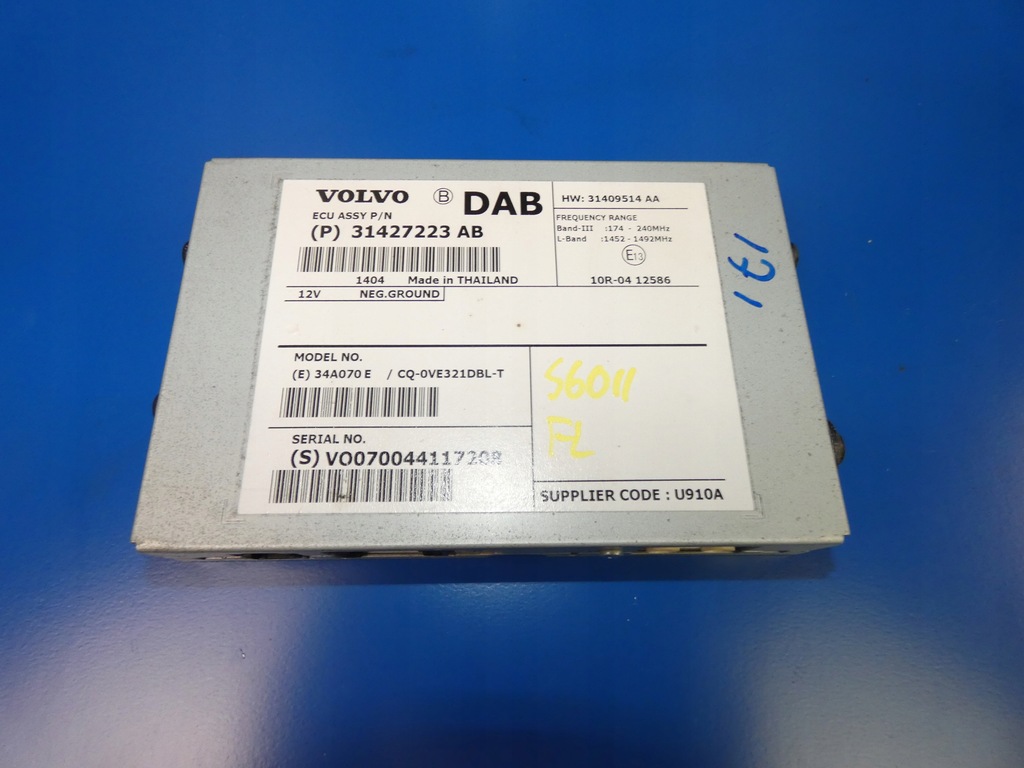 VOLVO Ⓑ DAB
ECU ASSY P/N
(P) 31427223 AB
1404 Made in THAILAND
12V NEG.GROUND
HW: 31409514 AA
FREQUENCY RANGE
Band-III :174 - 240MHz
L-Band :1452 - 1492MHz
E13
10R-04 12586
MODEL NO.
(E) 34A070 E / CQ-0VE321DBL-T
SERIAL NO.
(S) VO070044117208
S60II
FL
SUPPLIER CODE : U910A